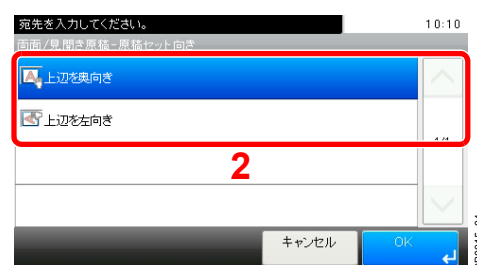 宛先を入力してください。 10:10
両面/見開き原稿-原稿セット向き
上辺を奥向き
上辺を左向き
1/1
2
キャンセル OK